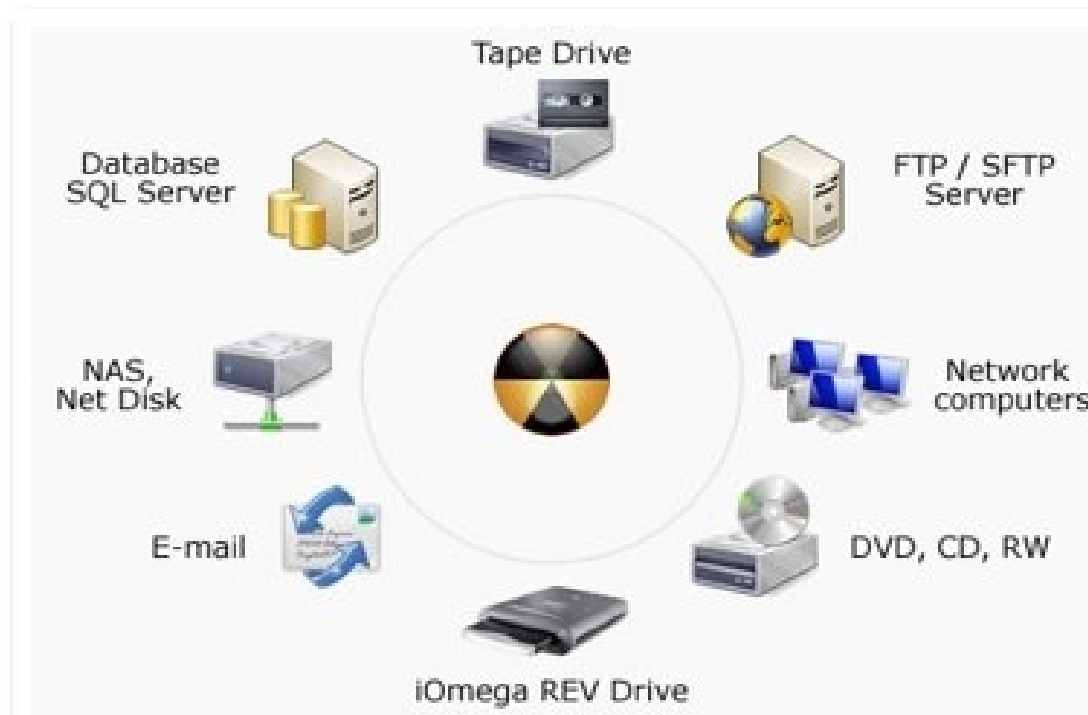 Tape Drive
Database
SQL Server
FTP / SFTP
Server
NAS,
Net Disk
Network
computers
E-mail
DVD, CD, RW
iOmega REV Drive